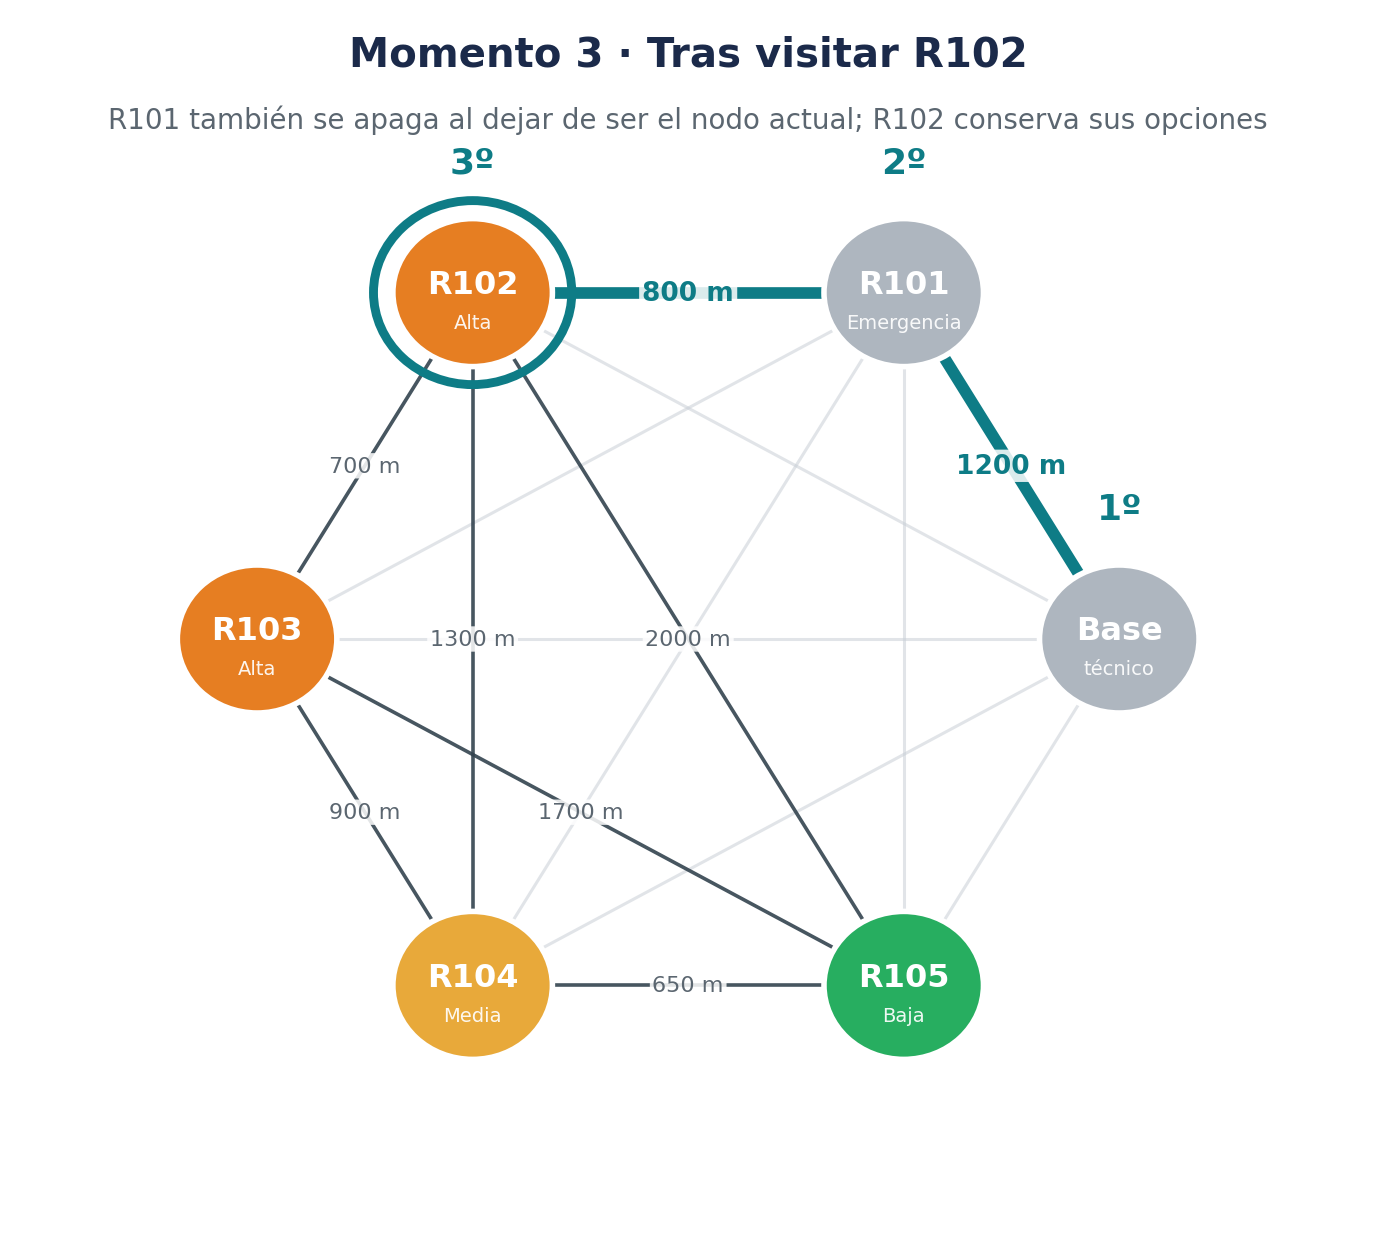 Momento 3 · Tras visitar R102
R101 también se apaga al dejar de ser el nodo actual; R102 conserva sus opciones
3º
2º
R102
Alta
800 m
R101
Emergencia
700 m
1200 m
1º
R103
Alta
1300 m
2000 m
Base
técnico
900 m
1700 m
R104
Media
650 m
R105
Baja